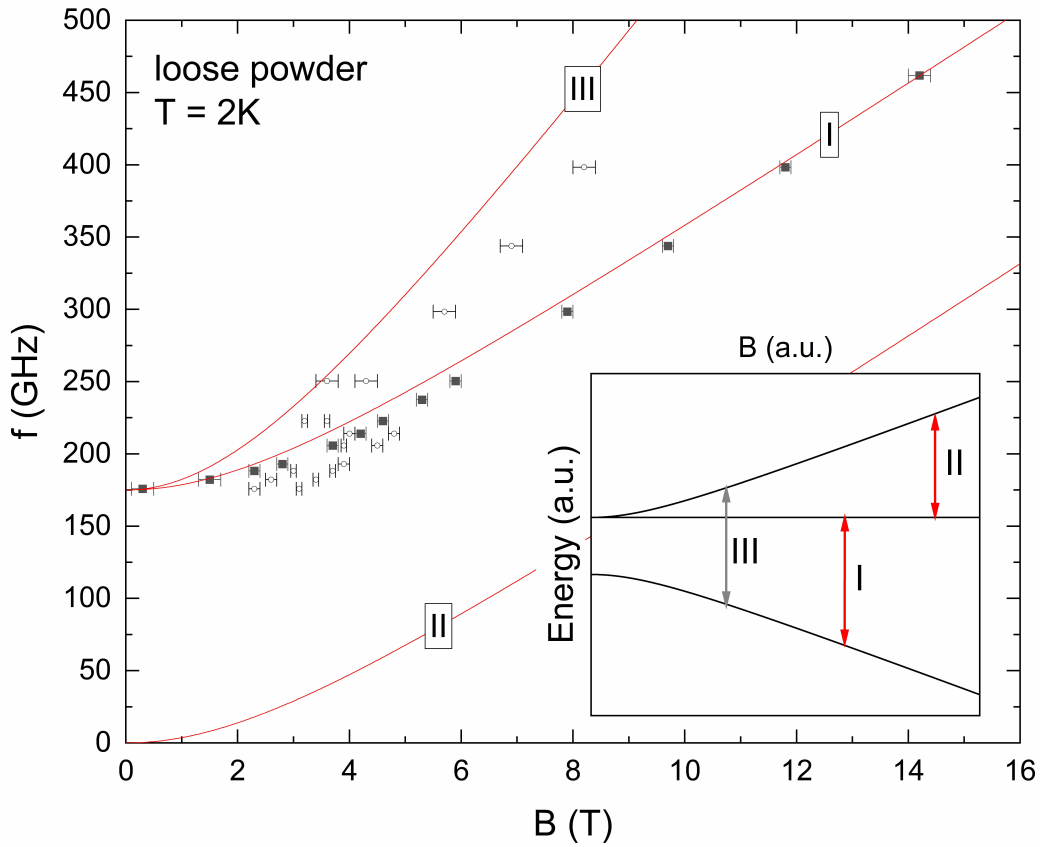 500
450
400
350
300
250
200
150
100
50
0
f (GHz)
loose powder
T = 2K
III
I
II
B (a.u.)
Energy (a.u.)
III
I
II
0 2 4 6 8 10 12 14 16
B (T)